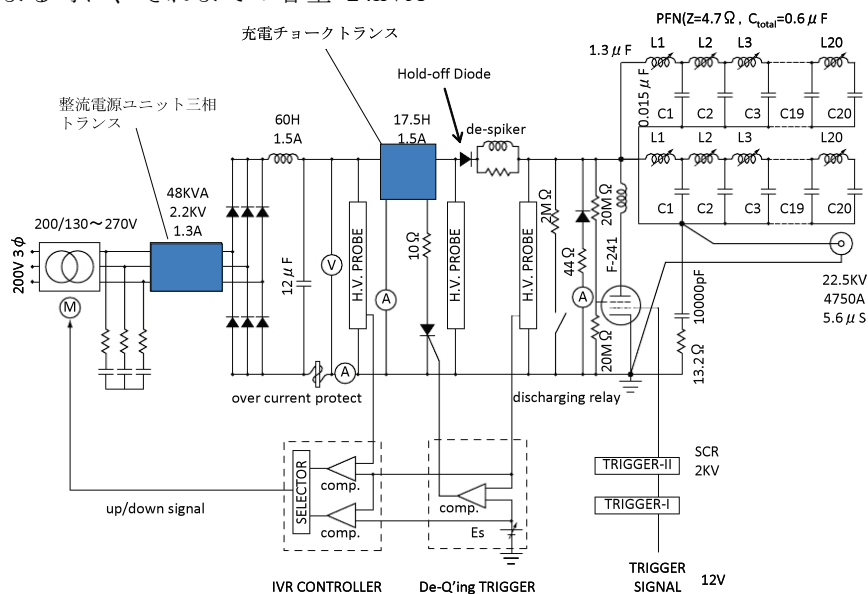 充電チョークトランス
PFN(Z=4.7Ω, Ctotal=0.6μF
1.3μF
L1
L2
L3
L20
Hold-off Diode
整流電源ユニット三相
トランス
60H
1.5A
17.5H
1.5A
de-spiker
0.015μF
C1
C2
C3
C19
C20
L1
L2
L3
L20
48KVA
2.2KV
1.3A
200/130~270V
200V 3φ
M
12μF
V
H.V. PROBE
A
10Ω
H.V. PROBE
H.V. PROBE
2MΩ
44Ω
A
20MΩ
20MΩ
F-241
C1
C2
C3
C19
C20
10000pF
13.2Ω
22.5KV
4750A
5.6μS
A
over current protect
discharging relay
SELECTOR
comp.
comp.
comp.
Es
up/down signal
TRIGGER-II
SCR
2KV
TRIGGER-I
IVR CONTROLLER
De-Q'ing TRIGGER
TRIGGER
SIGNAL
12V